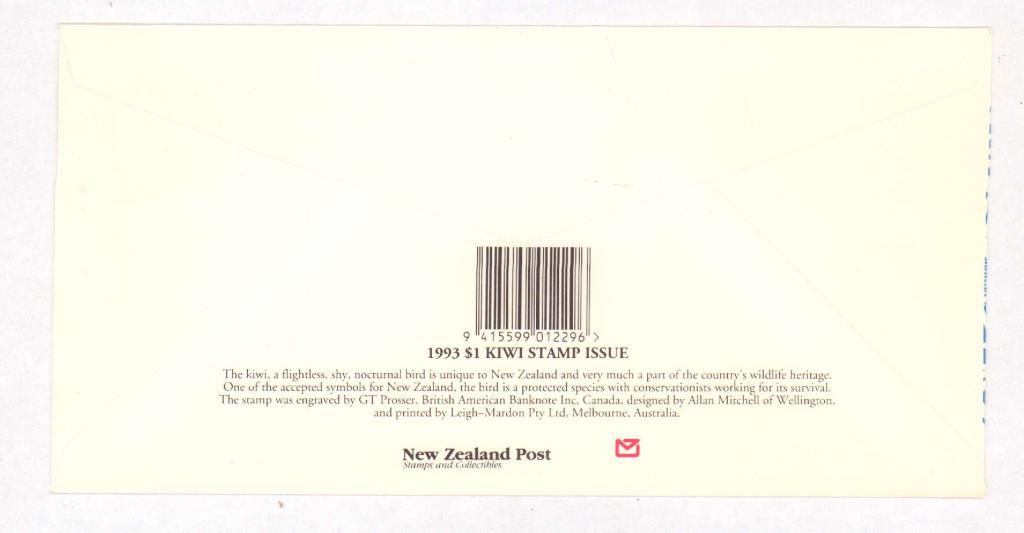 9 415599 012296 >
1993 $1 KIWI STAMP ISSUE
The kiwi, a flightless, shy, nocturnal bird is unique to New Zealand and very much a part of the country's wildlife heritage.
One of the accepted symbols for New Zealand, the bird is a protected species with conservationists working for its survival.
The stamp was engraved by GT Prosser, British American Banknote Inc, Canada, designed by Allan Mitchell of Wellington,
and printed by Leigh–Mardon Pty Ltd. Melbourne, Australia.
New Zealand Post
Stamps and Collectibles